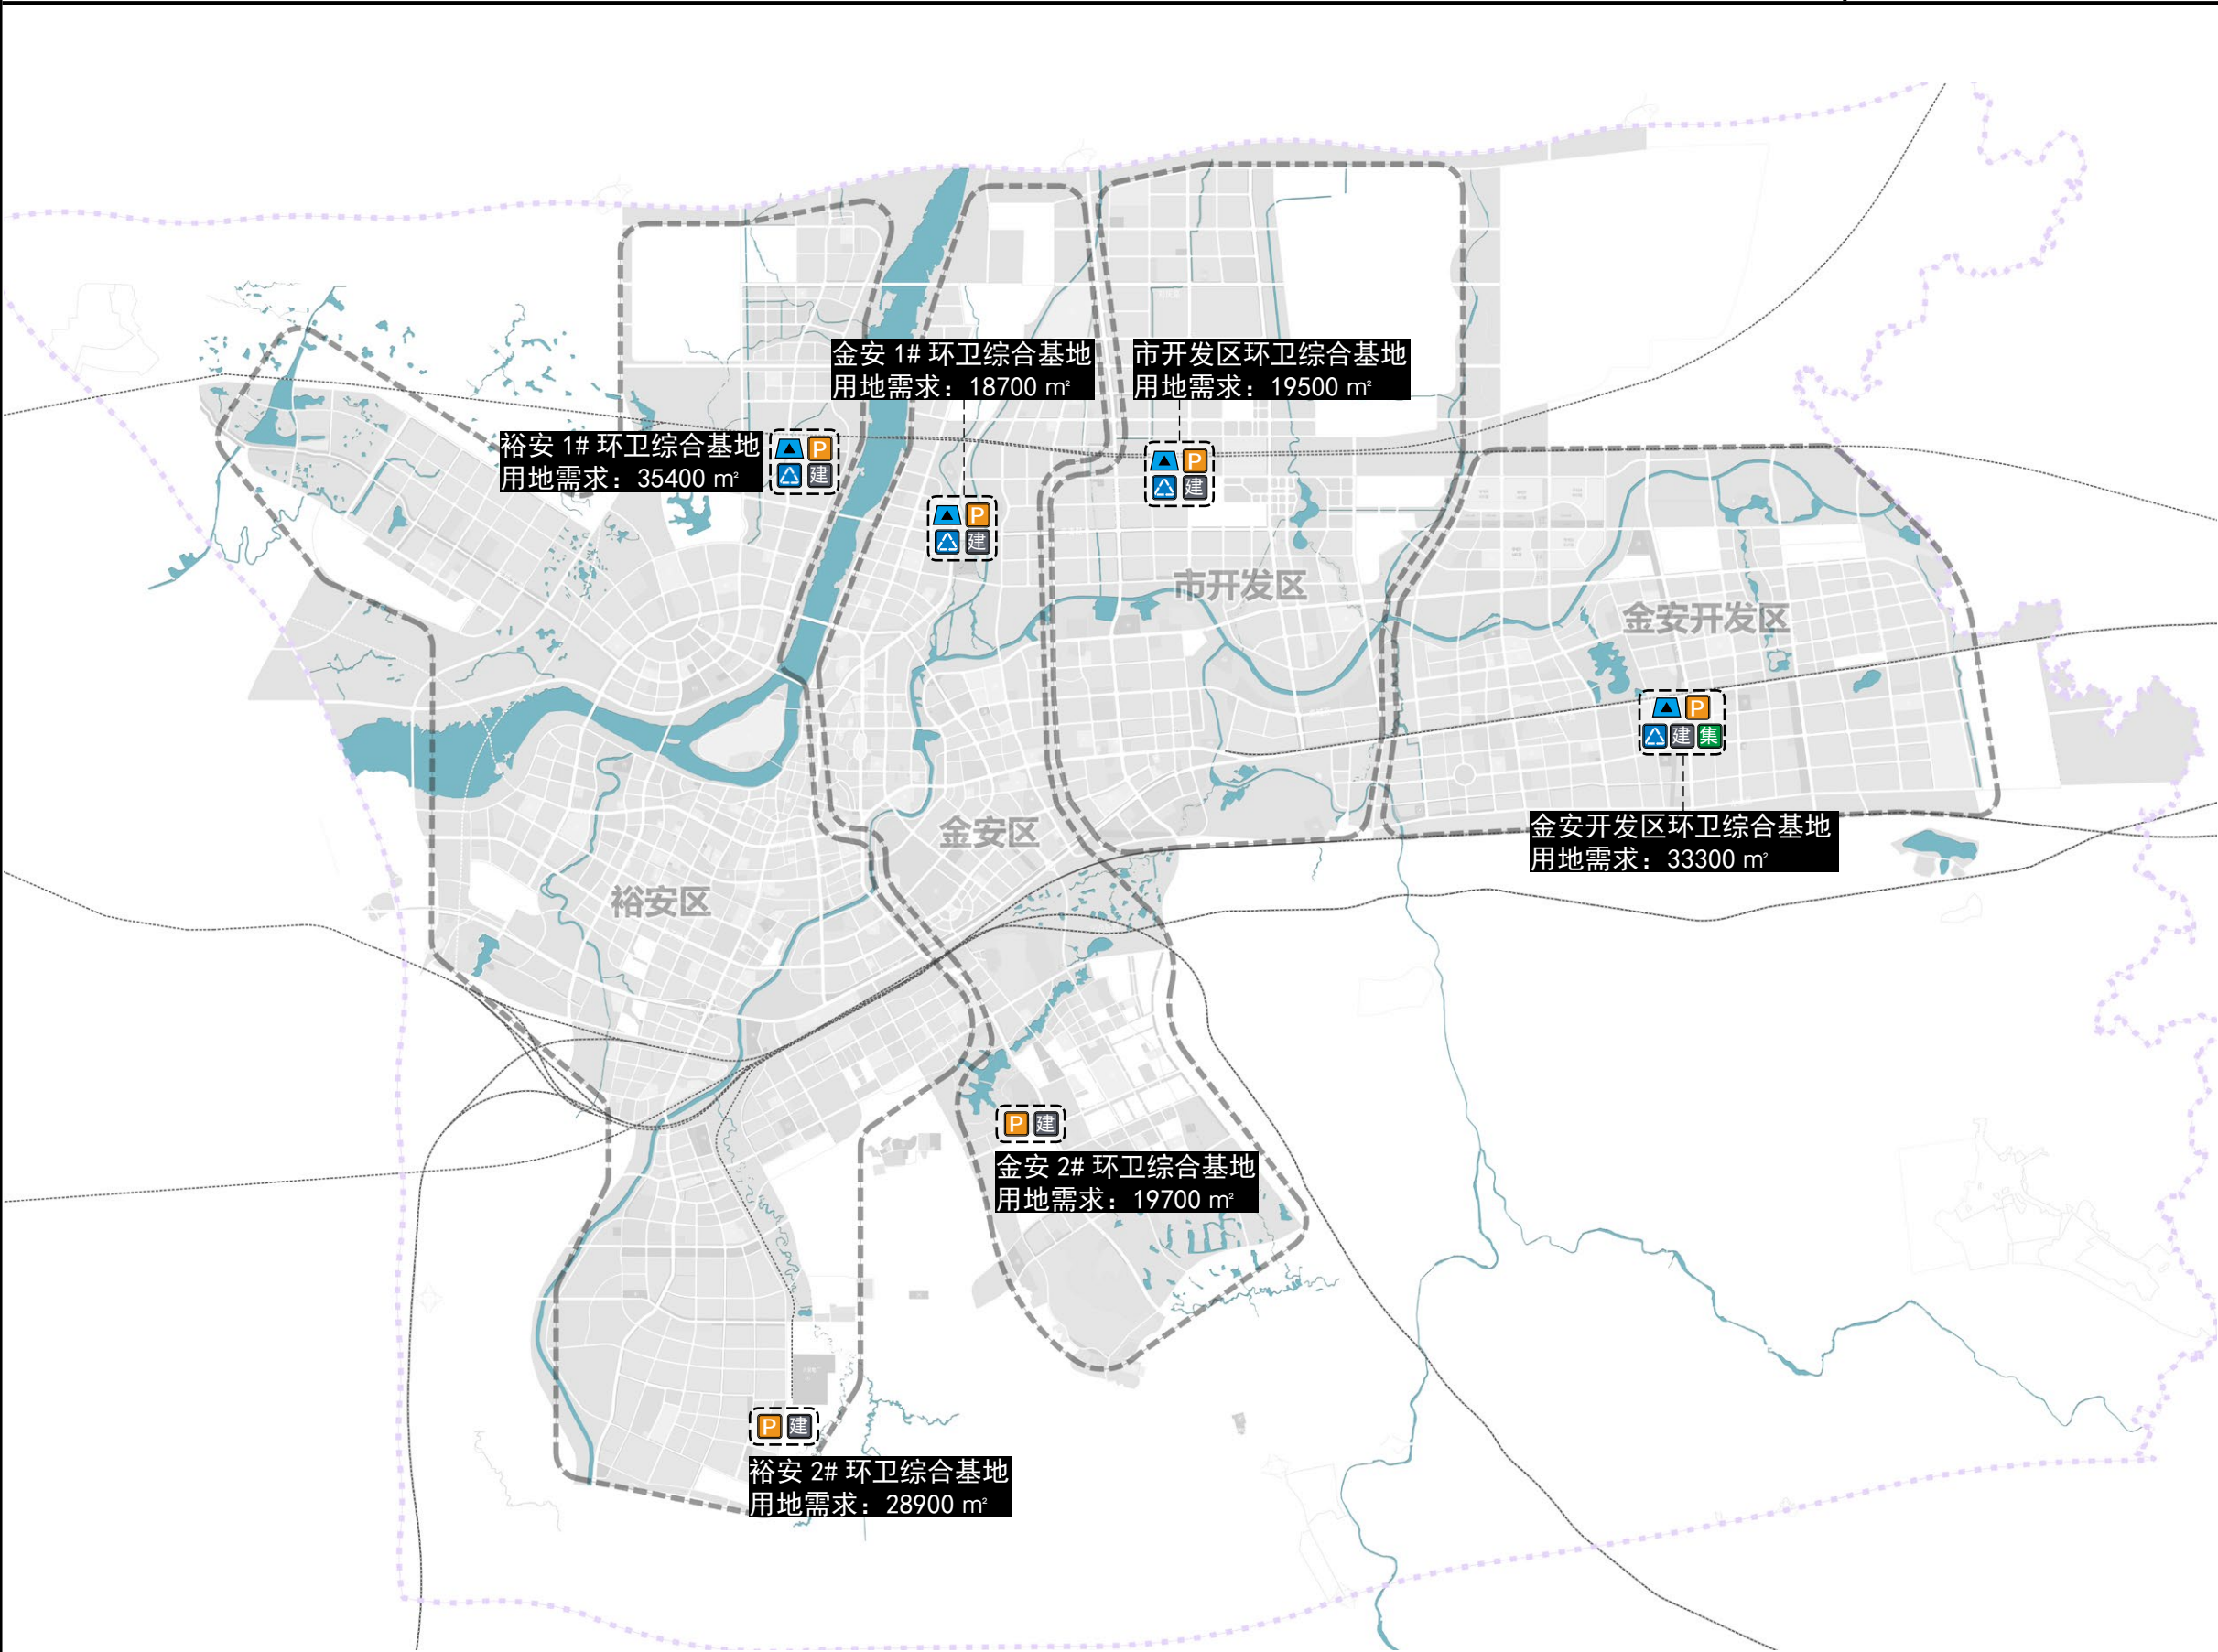 金安 1# 环卫综合基地
用地需求：18700 ㎡
市开发区环卫综合基地
用地需求：19500 ㎡
裕安 1# 环卫综合基地
用地需求：35400 ㎡
P
建
P
建
P
建
市开发区
金安开发区
P
建 集
金安开发区环卫综合基地
用地需求：33300 ㎡
金安区
裕安区
P 建
金安 2# 环卫综合基地
用地需求：19700 ㎡
P 建
裕安 2# 环卫综合基地
用地需求：28900 ㎡